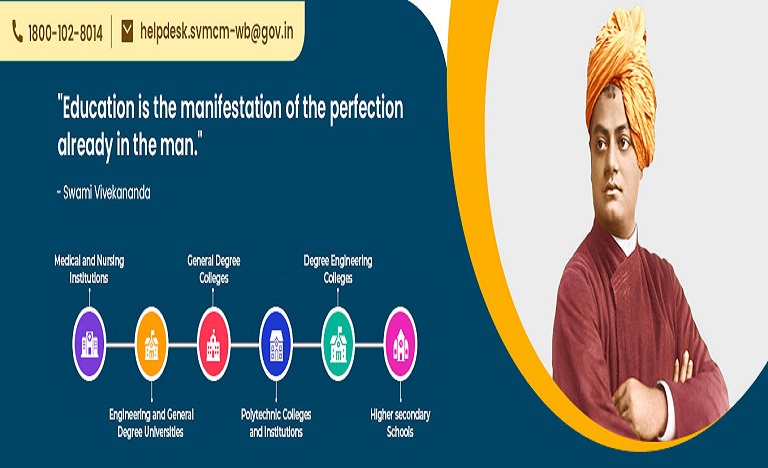 1800-102-8014
helpdesk.svmcm-wb@gov.in
"Education is the manifestation of the perfection
already in the man."
- Swami Vivekananda
Medical and Nursing
Institutions
General Degree
Colleges
Degree Engineering
Colleges
Engineering and General
Degree Universities
Polytechnic Colleges
and Institutions
Higher secondary
Schools